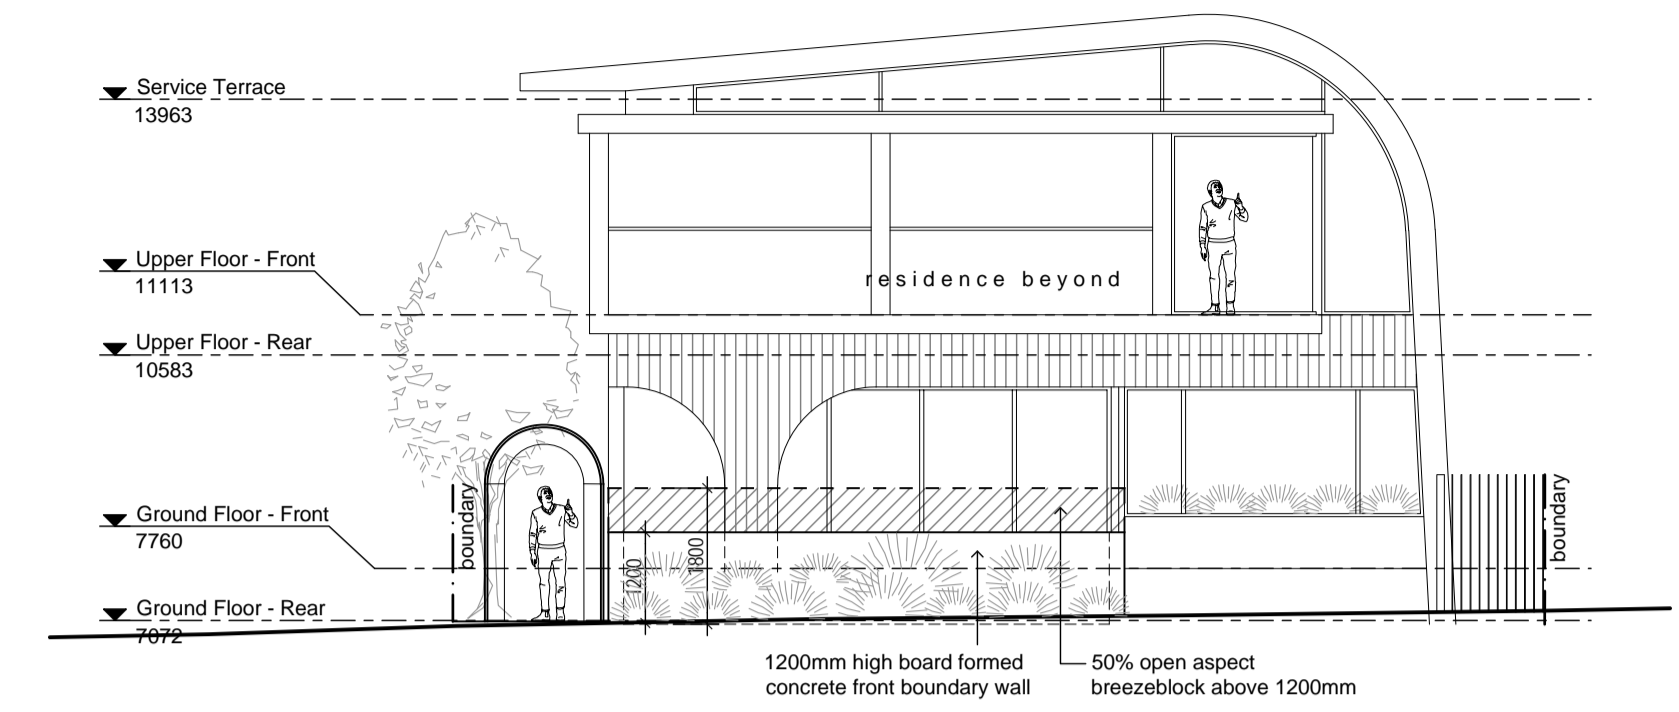 Service Terrace
13963
Upper Floor - Front
11113
residence beyond
Upper Floor - Rear
10583
boundary
boundary
Ground Floor - Front
7760
1200
1800
Ground Floor - Rear
7072
1200mm high board formed
concrete front boundary wall
50% open aspect
breezeblock above 1200mm